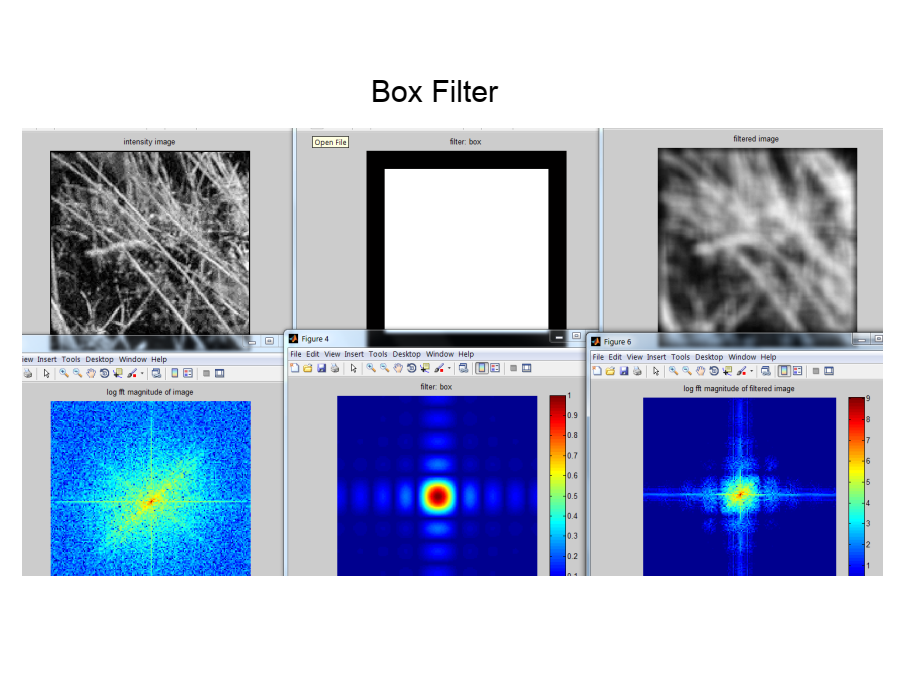 Box Filter
intensity image
Open File
filter: box
filtered image
Figure 4
Figure 6
iew Insert Tools Desktop Window Help
File Edit View Insert Tools Desktop Window Help
File Edit View Insert Tools Desktop Window Help
log fft magnitude of image
filter: box
log fft magnitude of filtered image
1
0.9
0.8
0.7
0.6
0.5
0.4
0.3
0.2
0.1
9
8
7
6
5
4
3
2
1